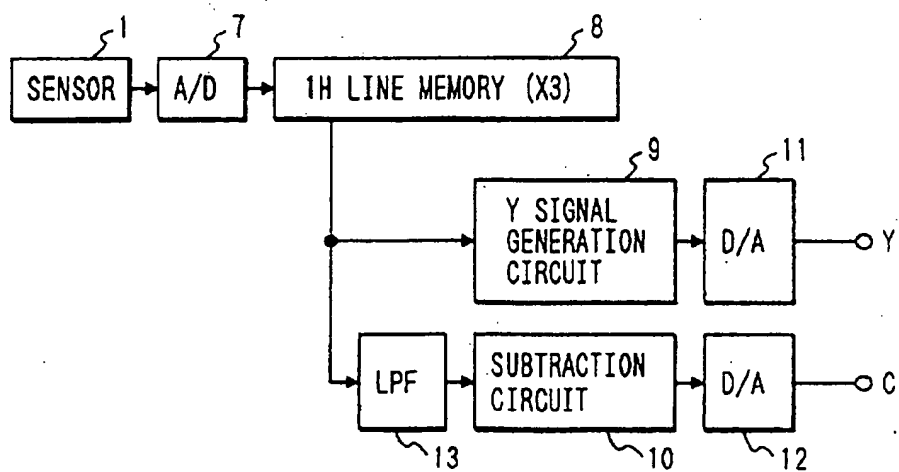 1 7 8
SENSOR A/D 1H LINE MEMORY (X3)
9 11
Y SIGNAL
GENERATION
CIRCUIT
D/A Y
LPF
SUBTRACTION
CIRCUIT
D/A C
13 10 12